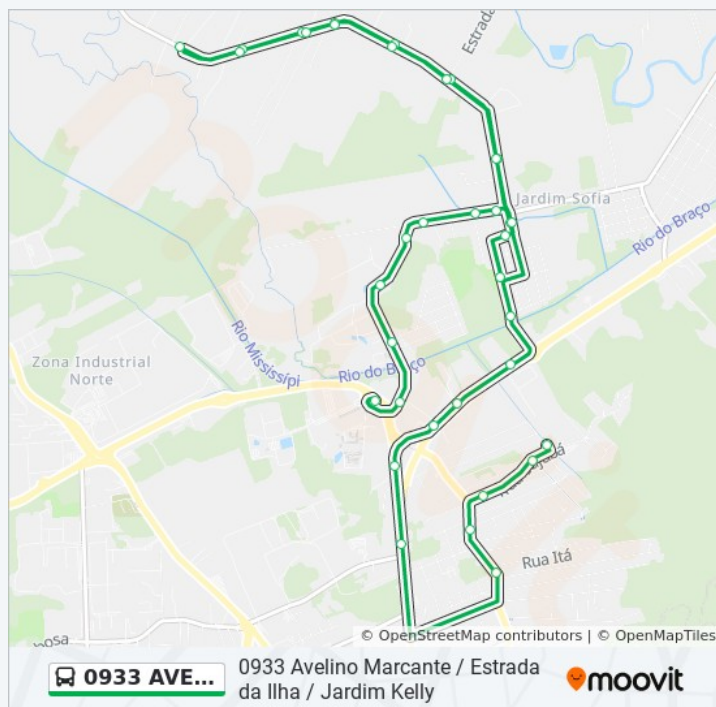 Estrada
Jardim Sofia
Rio do Braço
Rio Mississípi
Zona Industrial
Norte
Rio do Braço
Rua Itá
© OpenStreetMap contributors | © OpenMapTiles
0933 AVE...
0933 Avelino Marcante / Estrada
da Ilha / Jardim Kelly
moovit